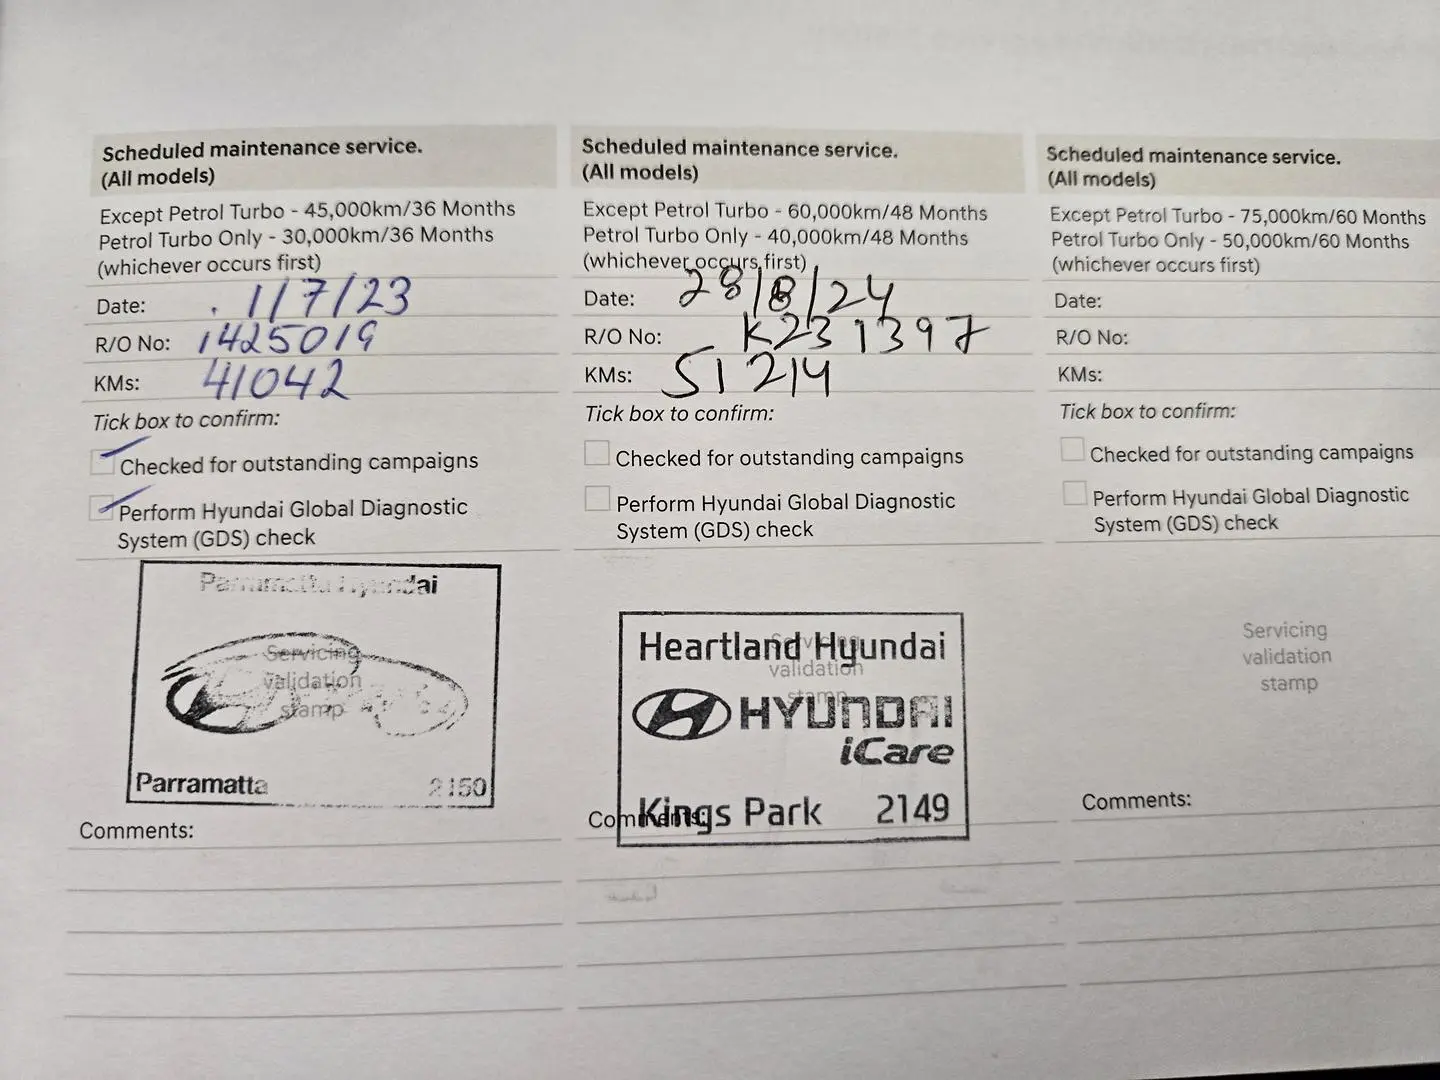 Scheduled maintenance service.
(All models)
Except Petrol Turbo - 45,000km/36 Months
Petrol Turbo Only - 30,000km/36 Months
(whichever occurs first)
Date: 1/7/23
R/O No: 1425019
KMs: 41042
Tick box to confirm:
Checked for outstanding campaigns
Perform Hyundai Global Diagnostic
System (GDS) check
Parramatta Hyundai
Servicing
validation
stamp
Parramatta 2150
Comments:
Scheduled maintenance service.
(All models)
Except Petrol Turbo - 60,000km/48 Months
Petrol Turbo Only - 40,000km/48 Months
(whichever occurs first)
Date: 28/8/24
R/O No: K231397
KMs: 51214
Tick box to confirm:
Checked for outstanding campaigns
Perform Hyundai Global Diagnostic
System (GDS) check
Servicing
Heartland Hyundai
validation
stamp
HYUNDAI
iCare
Kings Park 2149
Comments:
Scheduled maintenance service.
(All models)
Except Petrol Turbo - 75,000km/60 Months
Petrol Turbo Only - 50,000km/60 Months
(whichever occurs first)
Date:
R/O No:
KMs:
Tick box to confirm:
Checked for outstanding campaigns
Perform Hyundai Global Diagnostic
System (GDS) check
Servicing
validation
stamp
Comments: